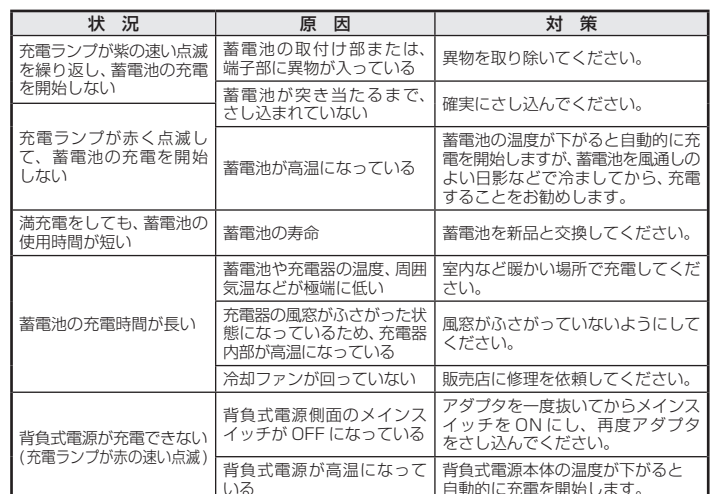 状　況
原　因
対　策
充電ランプが紫の速い点滅
を繰り返し、蓄電池の充電
を開始しない
蓄電池の取付け部または、
端子部に異物が入っている
異物を取り除いてください。
蓄電池が突き当たるまで、
さし込まれていない
確実にさし込んでください。
充電ランプが赤く点滅し
て、蓄電池の充電を開始
しない
蓄電池が高温になっている
蓄電池の温度が下がると自動的に充
電を開始しますが、蓄電池を風通しの
よい日影などで冷ましてから、充電
することをお勧めします。
満充電をしても、蓄電池の
使用時間が短い
蓄電池の寿命
蓄電池を新品と交換してください。
蓄電池の充電時間が長い
蓄電池や充電器の温度、周囲
気温などが極端に低い
室内など暖かい場所で充電してくだ
さい。
充電器の風窓がふさがった状
態になっているため、充電器
内部が高温になっている
風窓がふさがっていないようにして
ください。
冷却ファンが回っていない
販売店に修理を依頼してください。
背負式電源が充電できない
(充電ランプが赤の速い点滅)
背負式電源側面のメインス
イッチが OFF になっている
アダプタを一度抜いてからメインス
イッチを ON にし、再度アダプタ
をさし込んでください。
背負式電源が高温になって
いる
背負式電源本体の温度が下がると
自動的に充電を開始します。